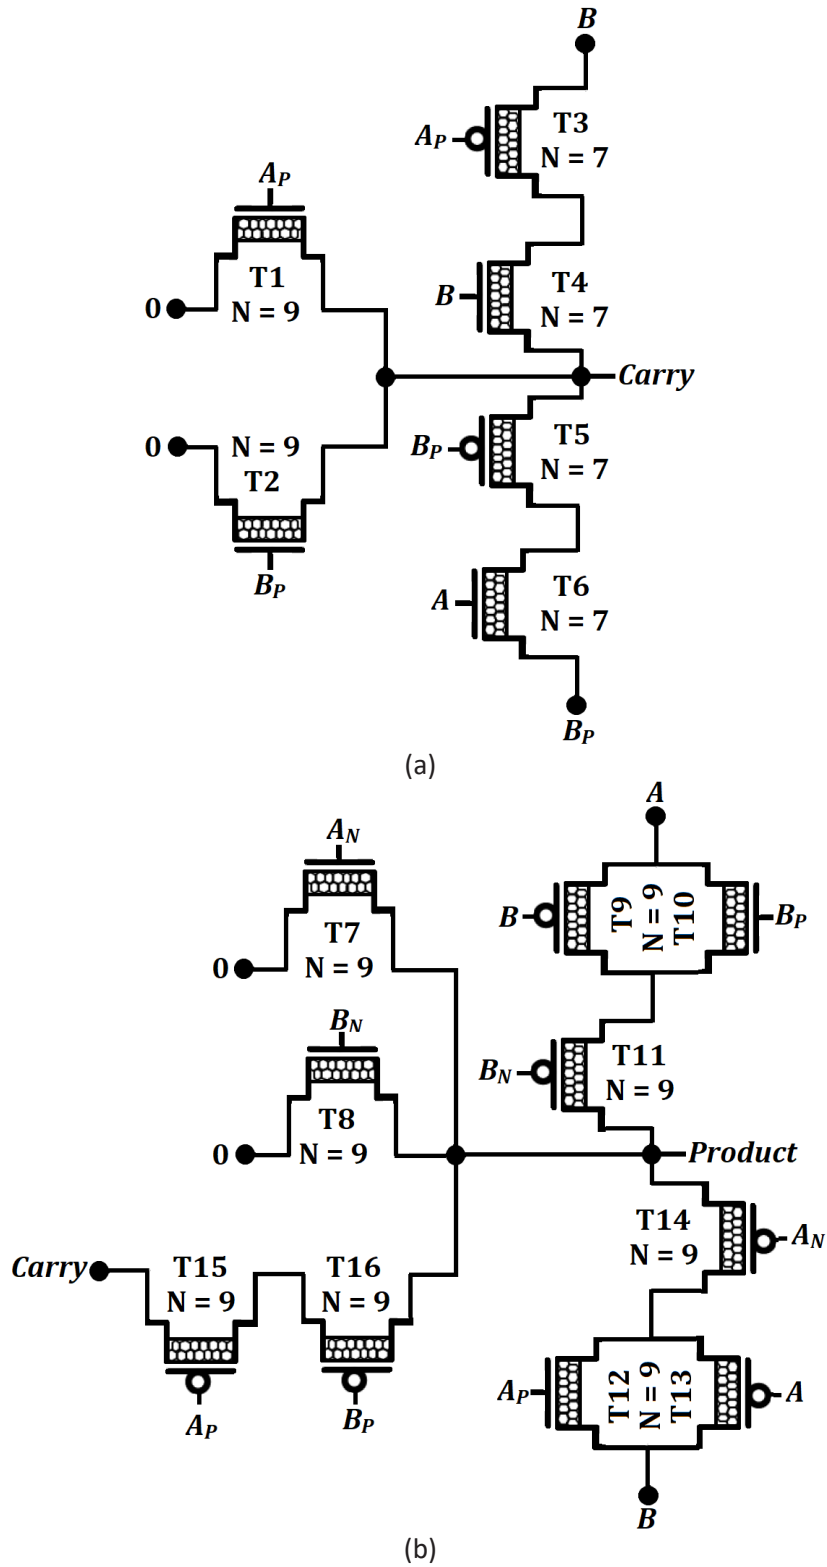 B
A_P
T3
N = 7
A_P
T1
N = 9
0
B
T4
N = 7
Carry
0
N = 9
T2
B_P
B_P
T5
N = 7
A
T6
N = 7
B_P
(a)
A
A_N
T7
N = 9
0
B
T9
N = 9
T10
B_P
B_N
T8
N = 9
0
B_N
T11
N = 9
Product
T14
N = 9
A_N
Carry
T15
N = 9
T16
N = 9
A_P
B_P
A_P
T12
N = 9
T13
A
B
(b)